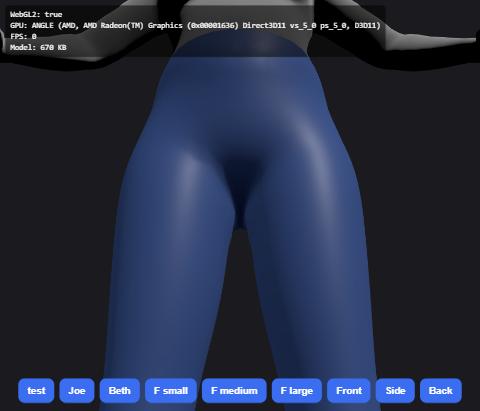 WebGL2: true
GPU: ANGLE (AMD, AMD Radeon(TM) Graphics (0x00001636) Direct3D11 vs_5_0 ps_5_0, D3D11)
FPS: 0
Model: 670 KB
test Joe Beth F small F medium F large Front Side Back